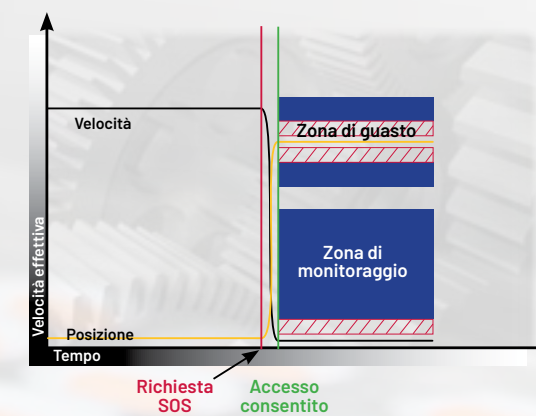 Velocità
Zona di guasto
Zona di
monitoraggio
Velocità effettiva
Posizione
Tempo
Richiesta
SOS
Accesso
consentito